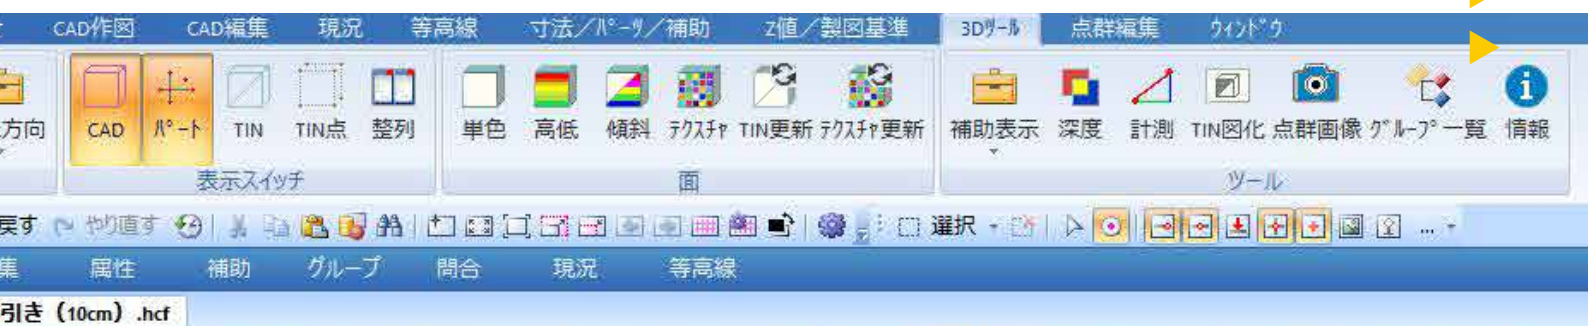 CAD作図 CAD編集 現況 等高線 寸法／ﾊﾟｰﾂ／補助 Z値／製図基準 3Dﾂｰﾙ 点群編集 ｳｨﾝﾄﾞｳ
方向 CAD ﾊﾟｰﾄ TIN TIN点 整列 単色 高低 傾斜 ﾃｸｽﾁｬ TIN更新 ﾃｸｽﾁｬ更新 補助表示 深度 計測 TIN図化 点群画像 ｸﾞﾙｰﾌﾟ一覧 情報
表示スイッチ 面 ツール
戻す やり直す 選択 ...
集 属性 補助 グループ 問合 現況 等高線
引き（10cm）.hcf